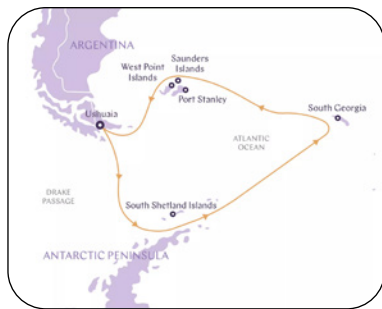 ARGENTINA
Saunders
Islands
West Point
Islands
Port Stanley
South Georgia
Ushuaia
ATLANTIC
OCEAN
DRAKE
PASSAGE
South Shetland Islands
ANTARCTIC PENINSULA